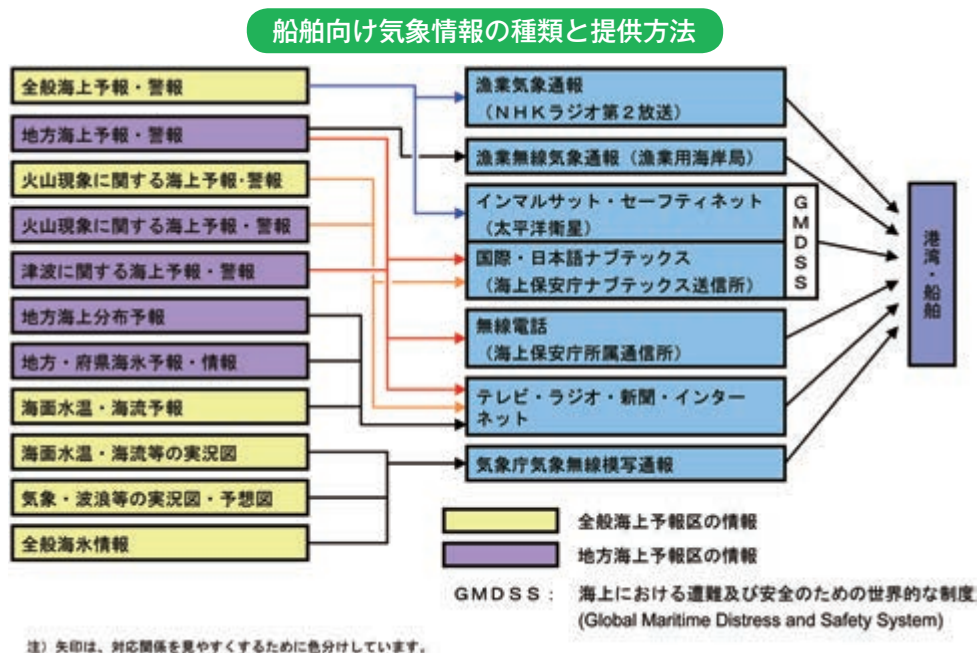 船舶向け気象情報の種類と提供方法
全般海上予報・警報
地方海上予報・警報
火山現象に関する海上予報・警報
火山現象に関する海上予報・警報
津波に関する海上予報・警報
地方海上分布予報
地方・府県海氷予報・情報
海面水温・海流予報
海面水温・海流等の実況図
気象・波浪等の実況図・予想図
全般海氷情報
漁業気象通報
（ＮＨＫラジオ第２放送）
漁業無線気象通報（漁業用海岸局）
インマルサット・セーフティネット
（太平洋衛星）
国際・日本語ナブテックス
（海上保安庁ナブテックス送信所）
無線電話
（海上保安庁所属通信所）
テレビ・ラジオ・新聞・インター
ネット
気象庁気象無線模写通報
ＧＭＤＳＳ
港湾・船舶
全般海上予報区の情報
地方海上予報区の情報
ＧＭＤＳＳ： 海上における遭難及び安全のための世界的な制度
(Global Maritime Distress and Safety System)
注）矢印は、対応関係を見やすくするために色分けしています。